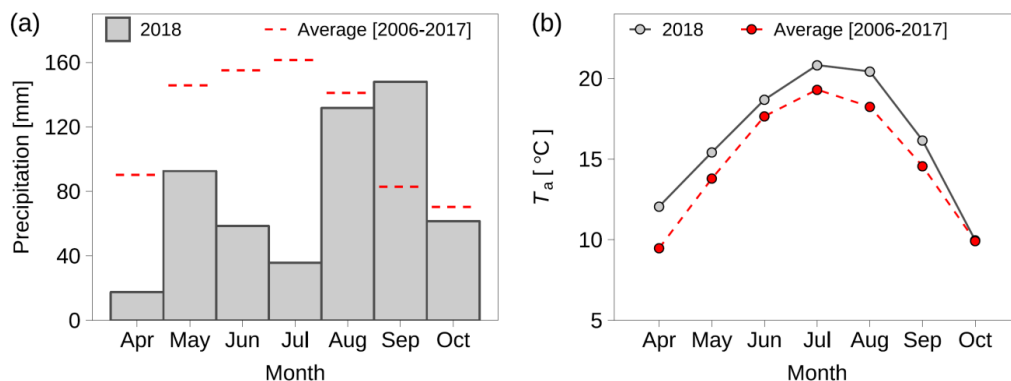 (a)
2018
Average [2006-2017]
Precipitation [mm]
160
120
80
40
0
Apr May Jun Jul Aug Sep Oct
Month
(b)
2018
Average [2006-2017]
Ta [ °C ]
20
15
10
5
Apr May Jun Jul Aug Sep Oct
Month